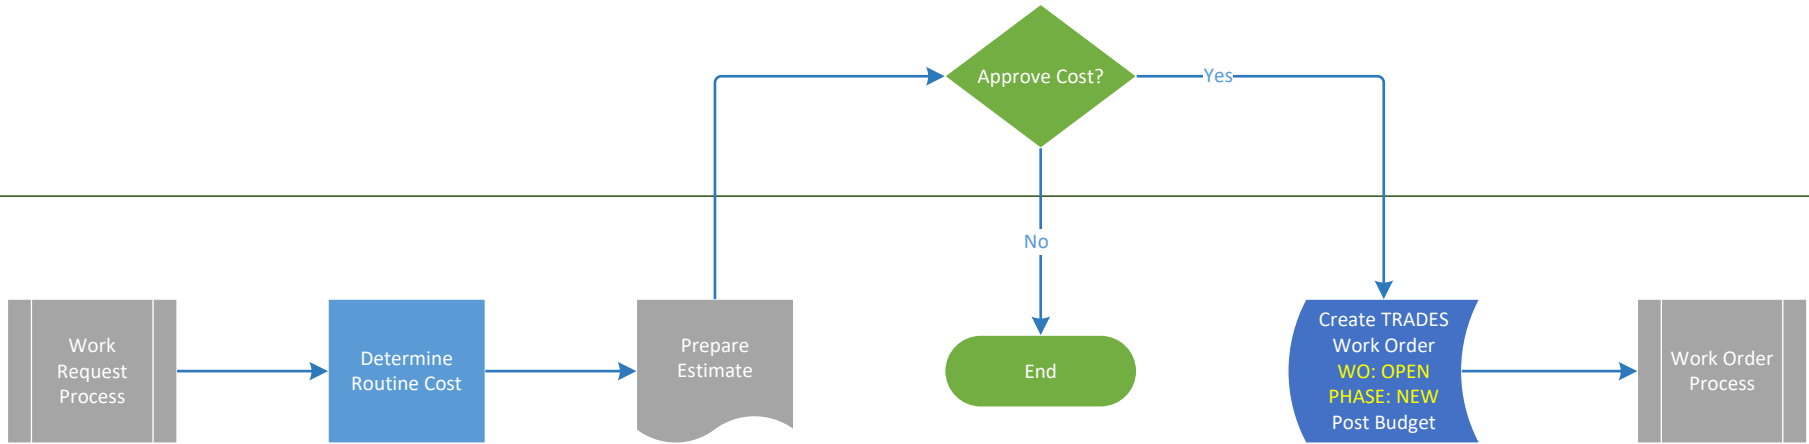 Approve Cost?
Yes
No
Work
Request
Process
Determine
Routine Cost
Prepare
Estimate
End
Create TRADES
Work Order
WO: OPEN
PHASE: NEW
Post Budget
Work Order
Process